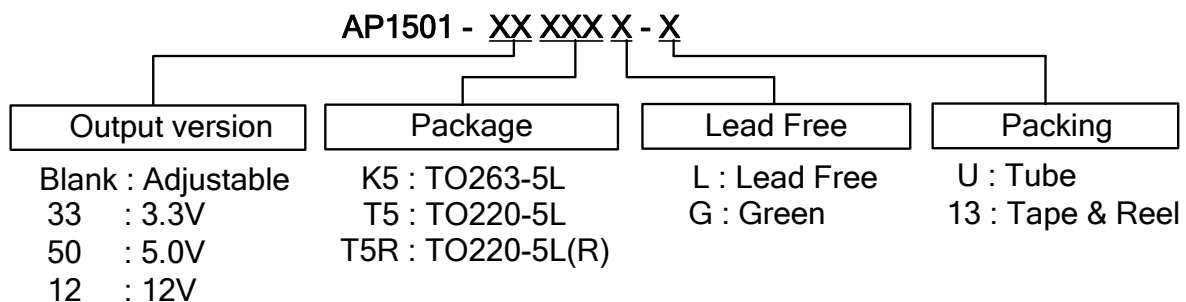 AP1501 - XX XXX X - X
Output version
Package
Lead Free
Packing
Blank : Adjustable
33 : 3.3V
50 : 5.0V
12 : 12V
K5 : TO263-5L
T5 : TO220-5L
T5R : TO220-5L(R)
L : Lead Free
G : Green
U : Tube
13 : Tape & Reel